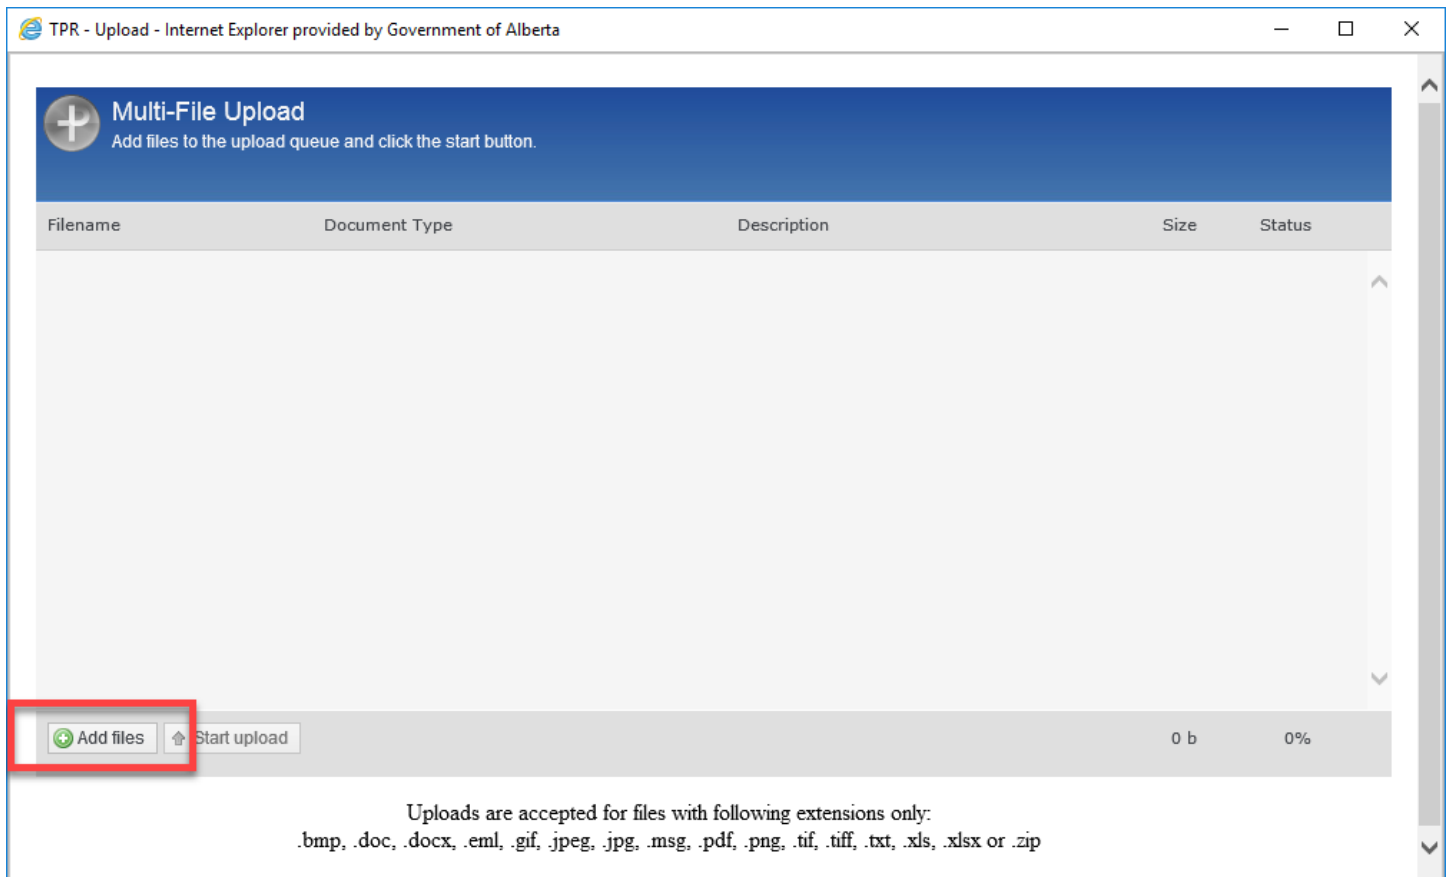 TPR - Upload - Internet Explorer provided by Government of Alberta
Multi-File Upload
Add files to the upload queue and click the start button.
Filename Document Type Description Size Status
Add files Start upload 0 b 0%
Uploads are accepted for files with following extensions only:
.bmp, .doc, .docx, .eml, .gif, .jpeg, .jpg, .msg, .pdf, .png, .tif, .tiff, .txt, .xls, .xlsx or .zip